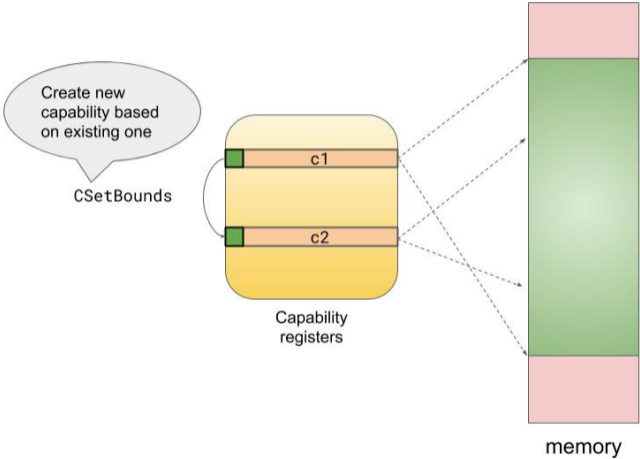 Create new
capability based
on existing one
CSetBounds
c1
c2
Capability
registers
memory